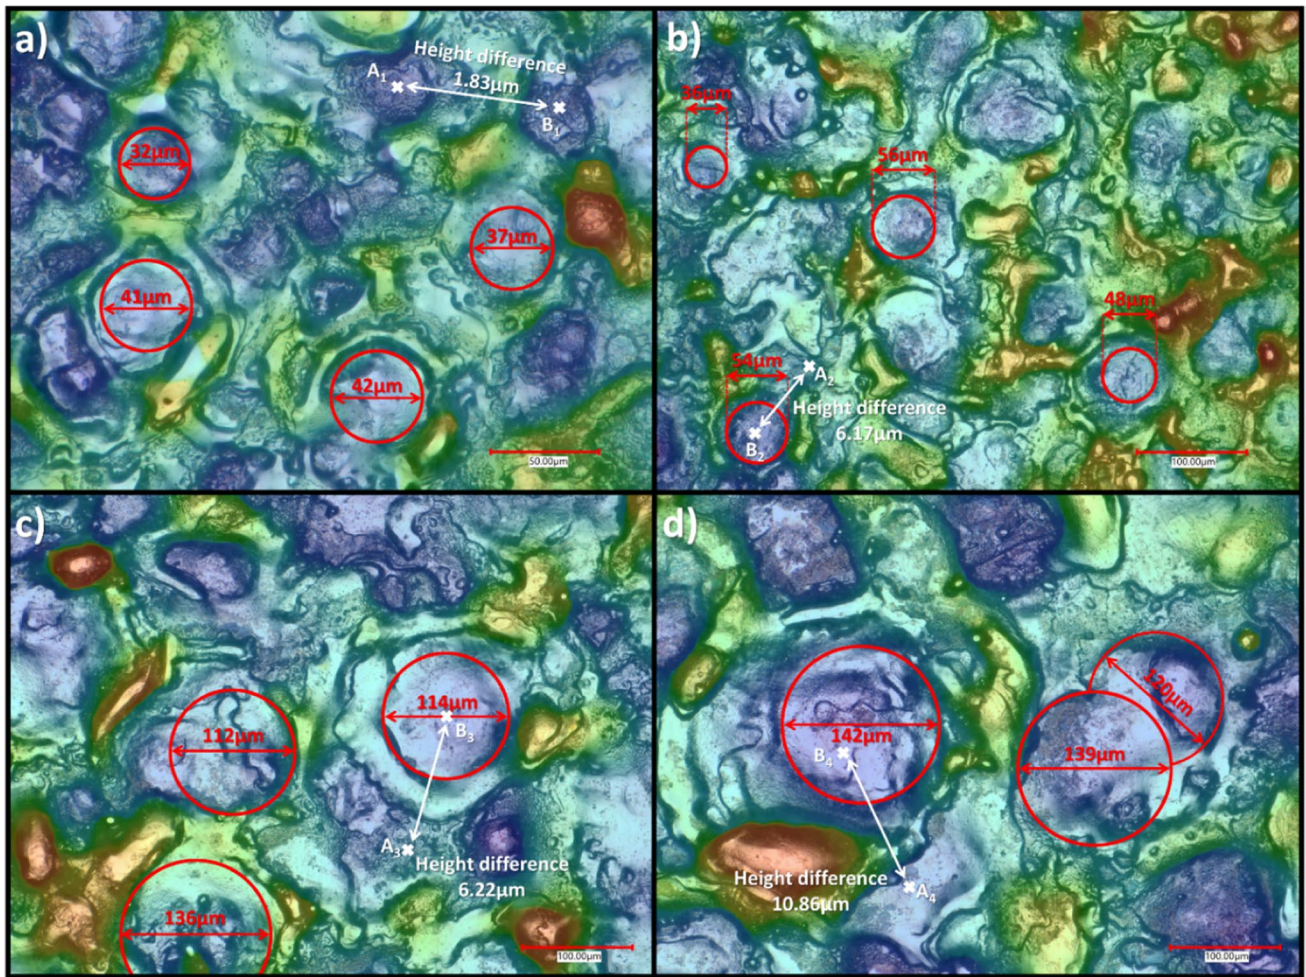 a)
Height difference
1.83µm
A1
B1
32µm
37µm
41µm
42µm
50.00µm
b)
36µm
56µm
48µm
54µm
A2
Height difference
6.17µm
B2
100.00µm
c)
114µm
B3
112µm
A3
Height difference
6.22µm
136µm
100.00µm
d)
120µm
142µm
B4
139µm
Height difference
10.86µm
A4
100.00µm